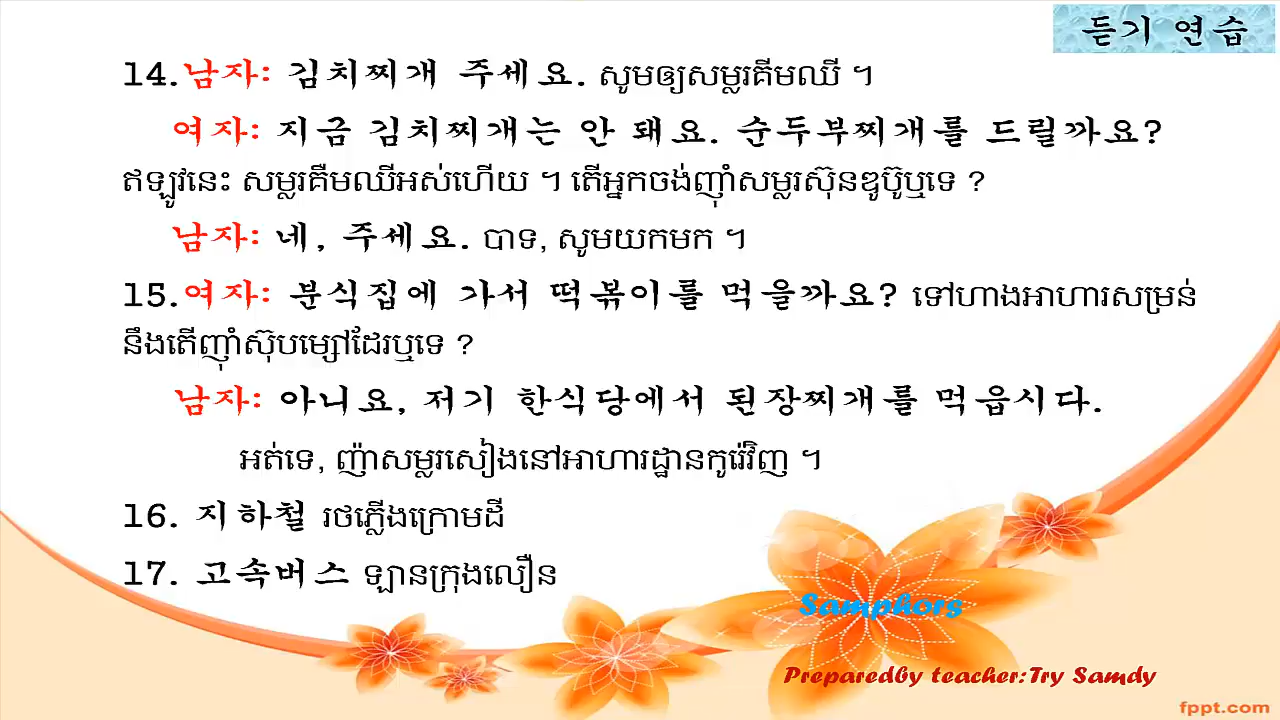 듣기 연습
14.남자: 김치찌개 주세요. សូមឲ្យសម្លរគីមឈី ។
여자: 지금 김치찌개는 안 돼요. 순두부찌개를 드릴까요?
ឥឡូវនេះ សម្លរគឺមឈីអស់ហើយ ។ តើអ្នកចង់ញ៉ាំសម្លរស៊ុនឌូប៊ូឬទេ ?
남자: 네, 주세요. បាទ, សូមយកមក ។
15.여자: 분식집에 가서 떡볶이를 먹을까요? ទៅហាងអាហារសម្រន់
នឹងតើញ៉ាំស៊ុបម្សៅដែរឬទេ ?
남자: 아니요, 저기 한식당에서 된장찌개를 먹읍시다.
អត់ទេ, ញ៉ាសម្លរសៀងនៅអាហារដ្ឋានកូរ៉េវិញ ។
16. 지하철 រថភ្លើងក្រោមដី
17. 고속버스 ឡានក្រុងលឿន
Samphors
Preparedby teacher:Try Samdy
fppt.com